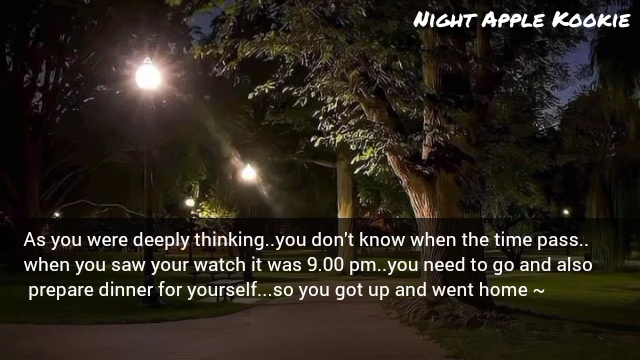 Night Apple Kookie
As you were deeply thinking..you don't know when the time pass..
when you saw your watch it was 9.00 pm..you need to go and also
prepare dinner for yourself...so you got up and went home ~